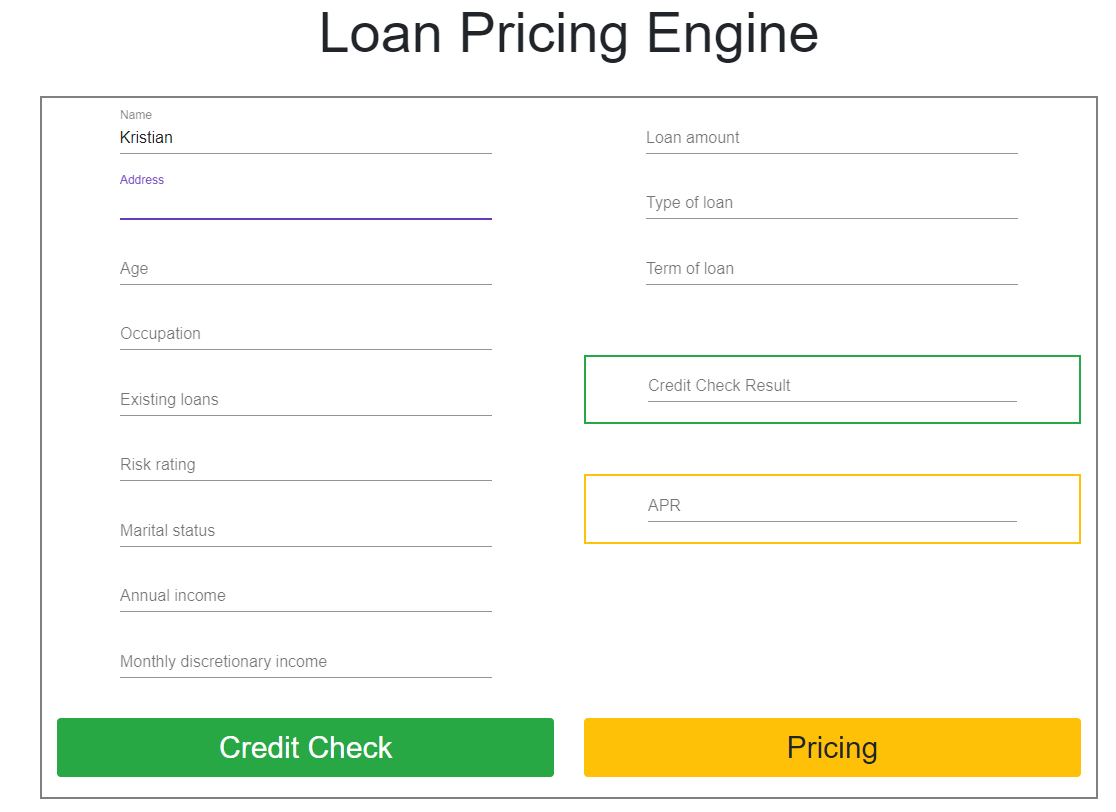 Loan Pricing Engine
Name
Kristian
Address
Age
Occupation
Existing loans
Risk rating
Marital status
Annual income
Monthly discretionary income
Credit Check
Loan amount
Type of loan
Term of loan
Credit Check Result
APR
Pricing